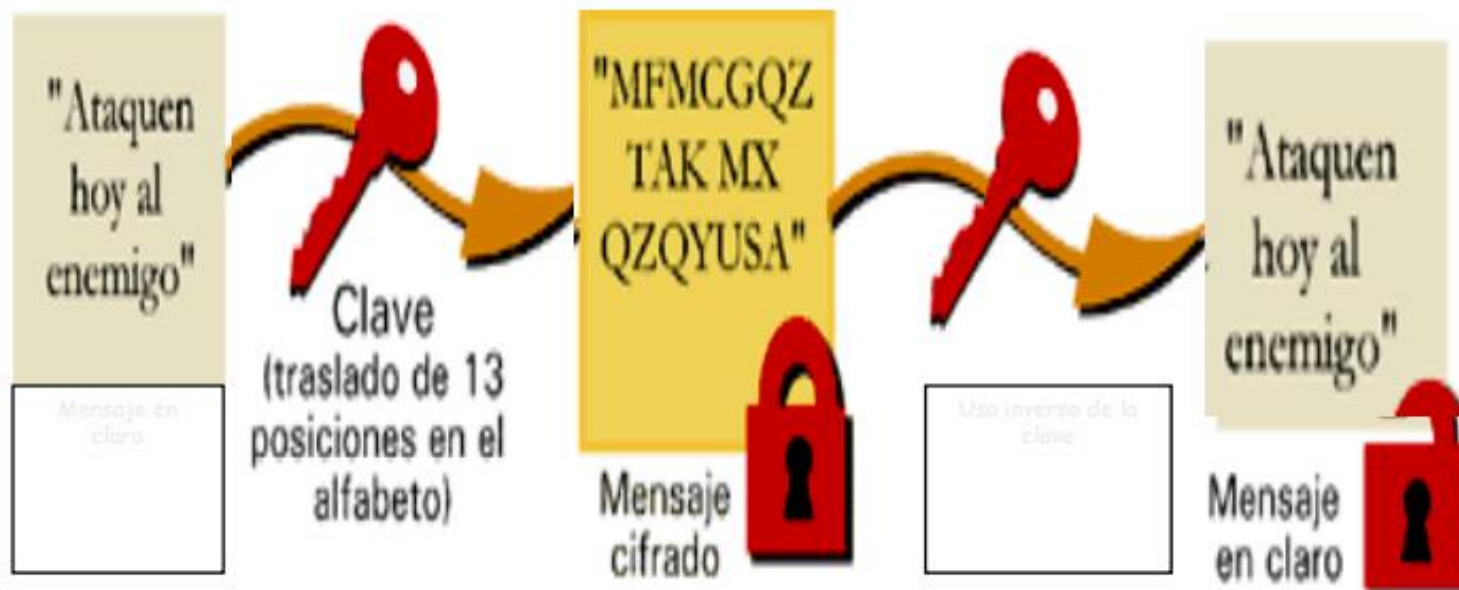 "Ataquen
hoy al
enemigo"
Mensaje en
claro
Clave
(traslado de 13
posiciones en el
alfabeto)
"MFMCGQZ
TAK MX
QZQYUSA"
Mensaje
cifrado
Uso inverso de la
clave
"Ataquen
hoy al
enemigo"
Mensaje
en claro